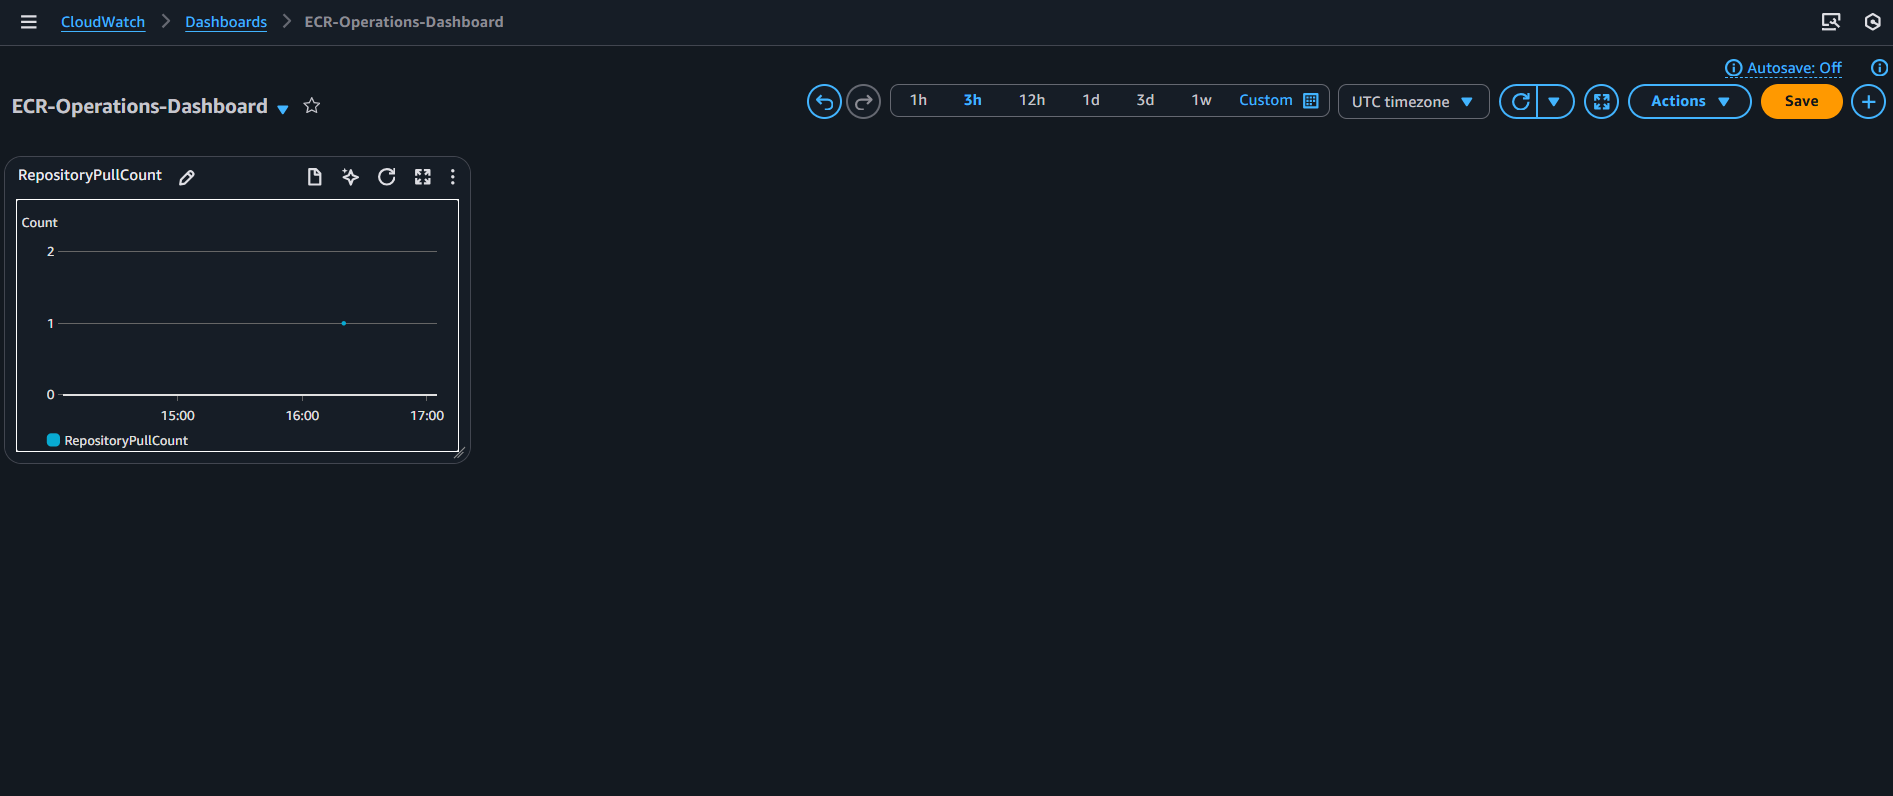 CloudWatch > Dashboards > ECR-Operations-Dashboard
Autosave: Off
ECR-Operations-Dashboard
1h 3h 12h 1d 3d 1w Custom
UTC timezone
Actions
Save
RepositoryPullCount
Count
2
1
0
15:00 16:00 17:00
RepositoryPullCount